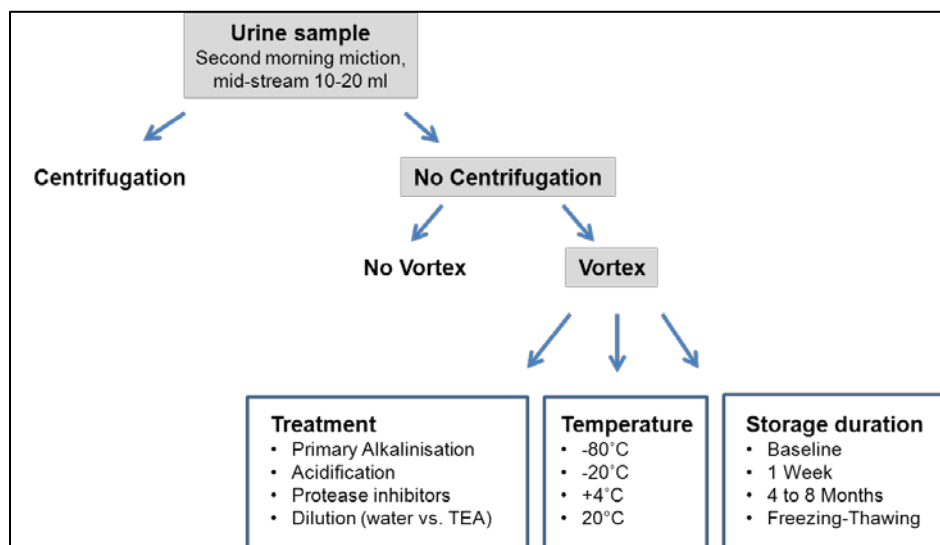 Urine sample
Second morning miction,
mid-stream 10-20 ml
Centrifugation
No Centrifugation
No Vortex
Vortex
Treatment
• Primary Alkalinisation
• Acidification
• Protease inhibitors
• Dilution (water vs. TEA)
Temperature
• -80˚C
• -20˚C
• +4˚C
• 20°C
Storage duration
• Baseline
• 1 Week
• 4 to 8 Months
• Freezing-Thawing